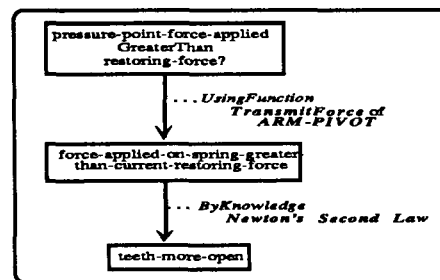 pressure-point-force-applied
GreaterThan
restoring-force?
...UsingFunction
TransmitForce of
ARM-PIVOT
force-applied-on-spring-greater-
than-current-restoring-force
...ByKnowledge
Newton's Second Law
teeth-more-open